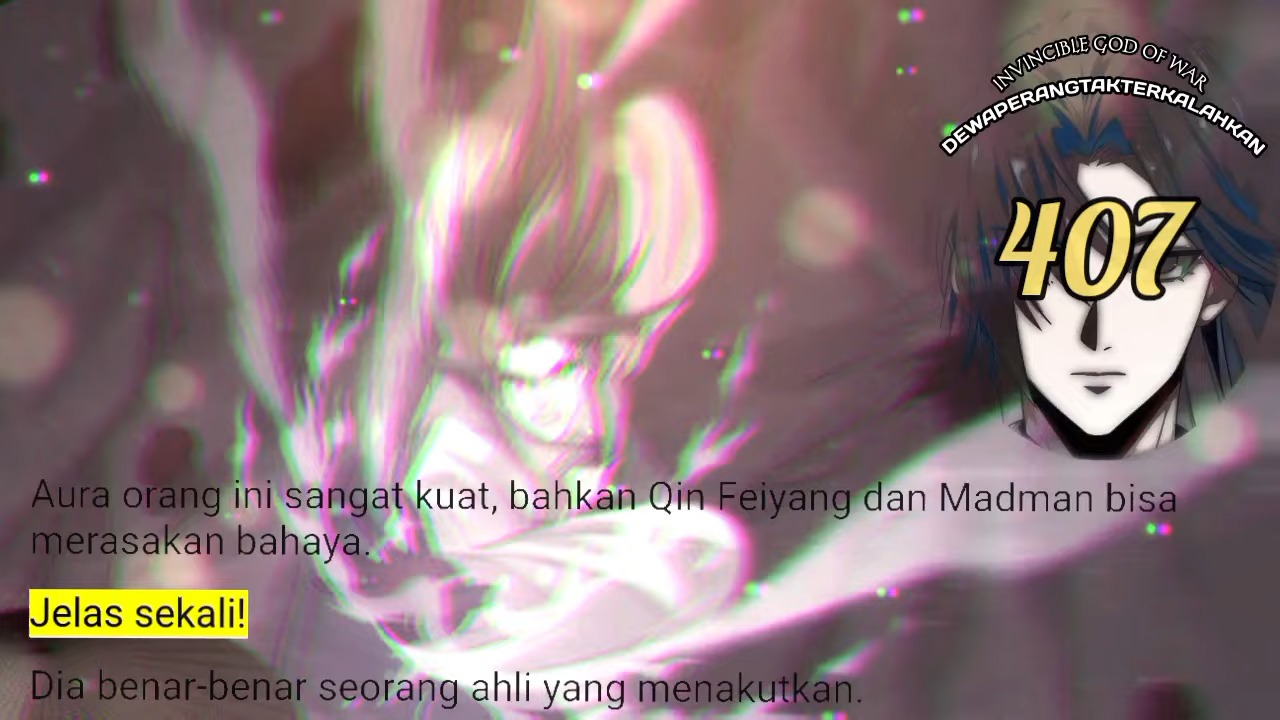 INVINCIBLE GOD OF WAR
DEWAPERANGTAKTERKALAHKAN
407
Aura orang ini sangat kuat, bahkan Qin Feiyang dan Madman bisa
merasakan bahaya.
Jelas sekali!
Dia benar-benar seorang ahli yang menakutkan.